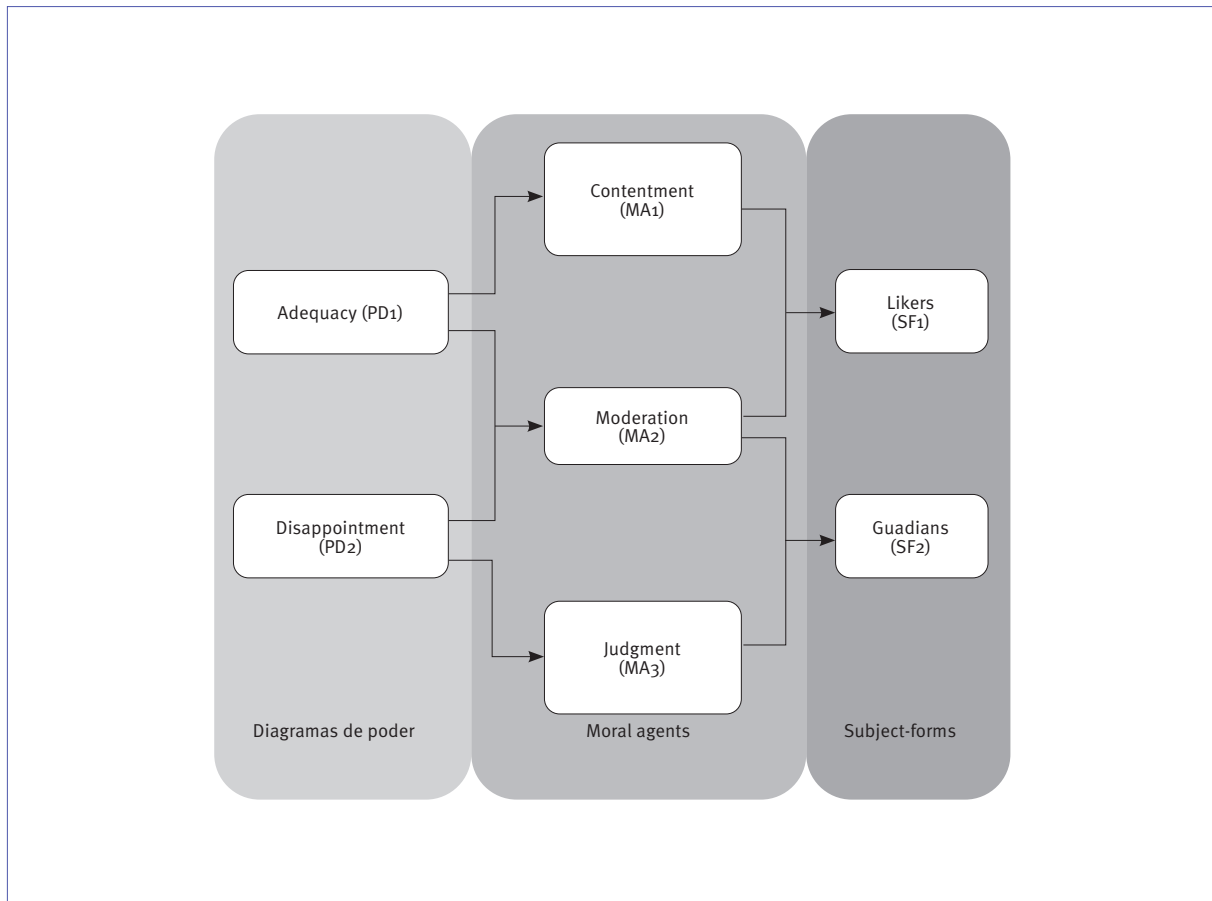 Contentment
(MA1)
Adequacy (PD1)
Likers
(SF1)
Moderation
(MA2)
Disappointment
(PD2)
Guadians
(SF2)
Judgment
(MA3)
Diagramas de poder
Moral agents
Subject-forms